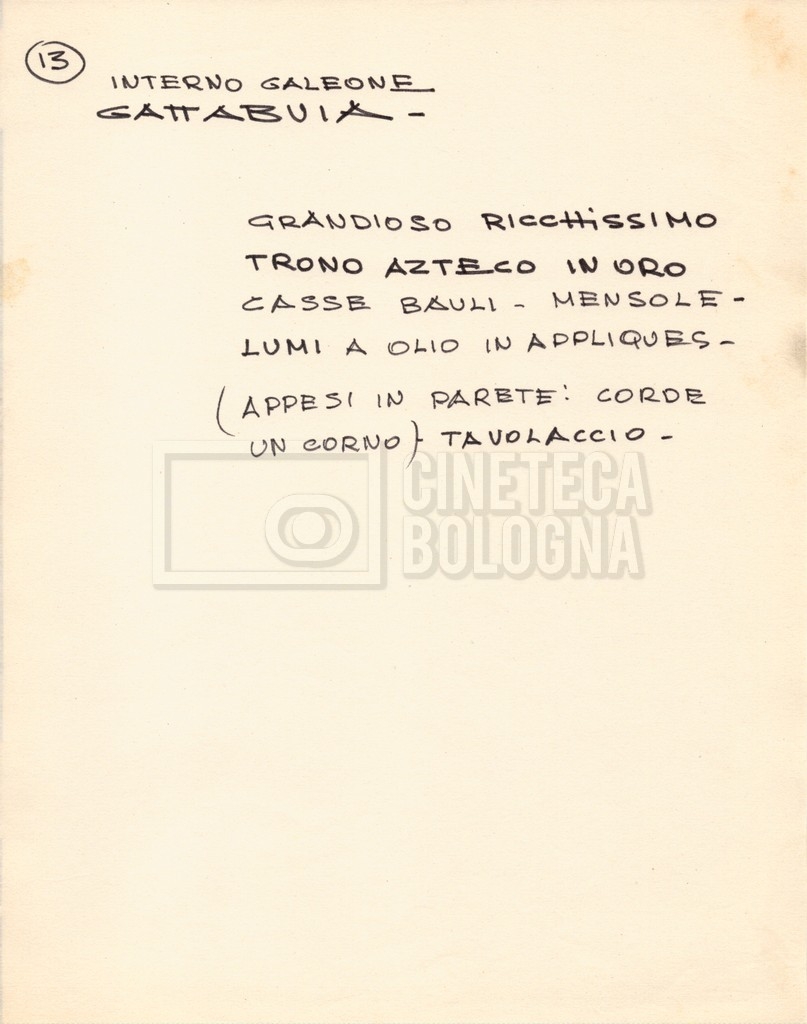 13
INTERNO GALEONE
GATTABUIA -
GRANDIOSO RICCHISSIMO
TRONO AZTECO IN ORO
CASSE BAULI - MENSOLE -
LUMI A OLIO IN APPLIQUES -
(APPESI IN PARETE: CORDE
UN CORNO) - TAVOLACCIO -
CINETECA
BOLOGNA